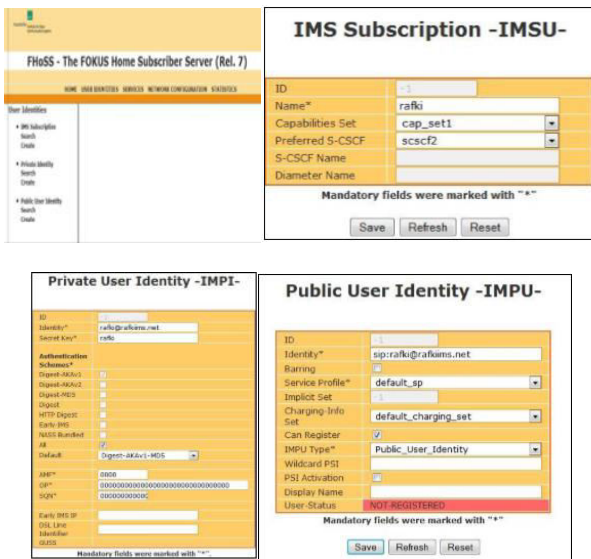 FHoSS - The FOKUS Home Subscriber Server (Rel. 7)
HOME USER IDENTITIES SERVICES NETWORK CONFIGURATION STATISTICS
User Identities
IMS Subscription
Search
Create
Private Identity
Search
Create
Public User Identity
Search
Create
IMS Subscription -IMSU-
ID -1
Name* rafki
Capabilities Set cap_set1
Preferred S-CSCF scscf2
S-CSCF Name
Diameter Name
Mandatory fields were marked with "*"
Save Refresh Reset
Private User Identity -IMPI-
ID -1
Identity* rafki@rafkiims.net
Secret Key* rafki
Authentication
Schemes*
Digest-AKAv1
Digest-AKAv2
Digest-MD5
Digest
HTTP Digest
Early-IMS
NASS Bundled
All
Default Digest-AKAv1-MD5
AMF* 0000
OP* 00000000000000000000000000000000
SQN* 000000000000
Early IMS IP
DSL Line
Identifier
GUSS
Mandatory fields were marked with "*".
Public User Identity -IMPU-
ID -1
Identity* sip:rafki@rafkiims.net
Barring
Service Profile* default_sp
Implicit Set -1
Charging-Info
Set default_charging_set
Can Register
IMPU Type* Public_User_Identity
Wildcard PSI
PSI Activation
Display Name
User-Status NOT-REGISTERED
Mandatory fields were marked with "*"
Save Refresh Reset